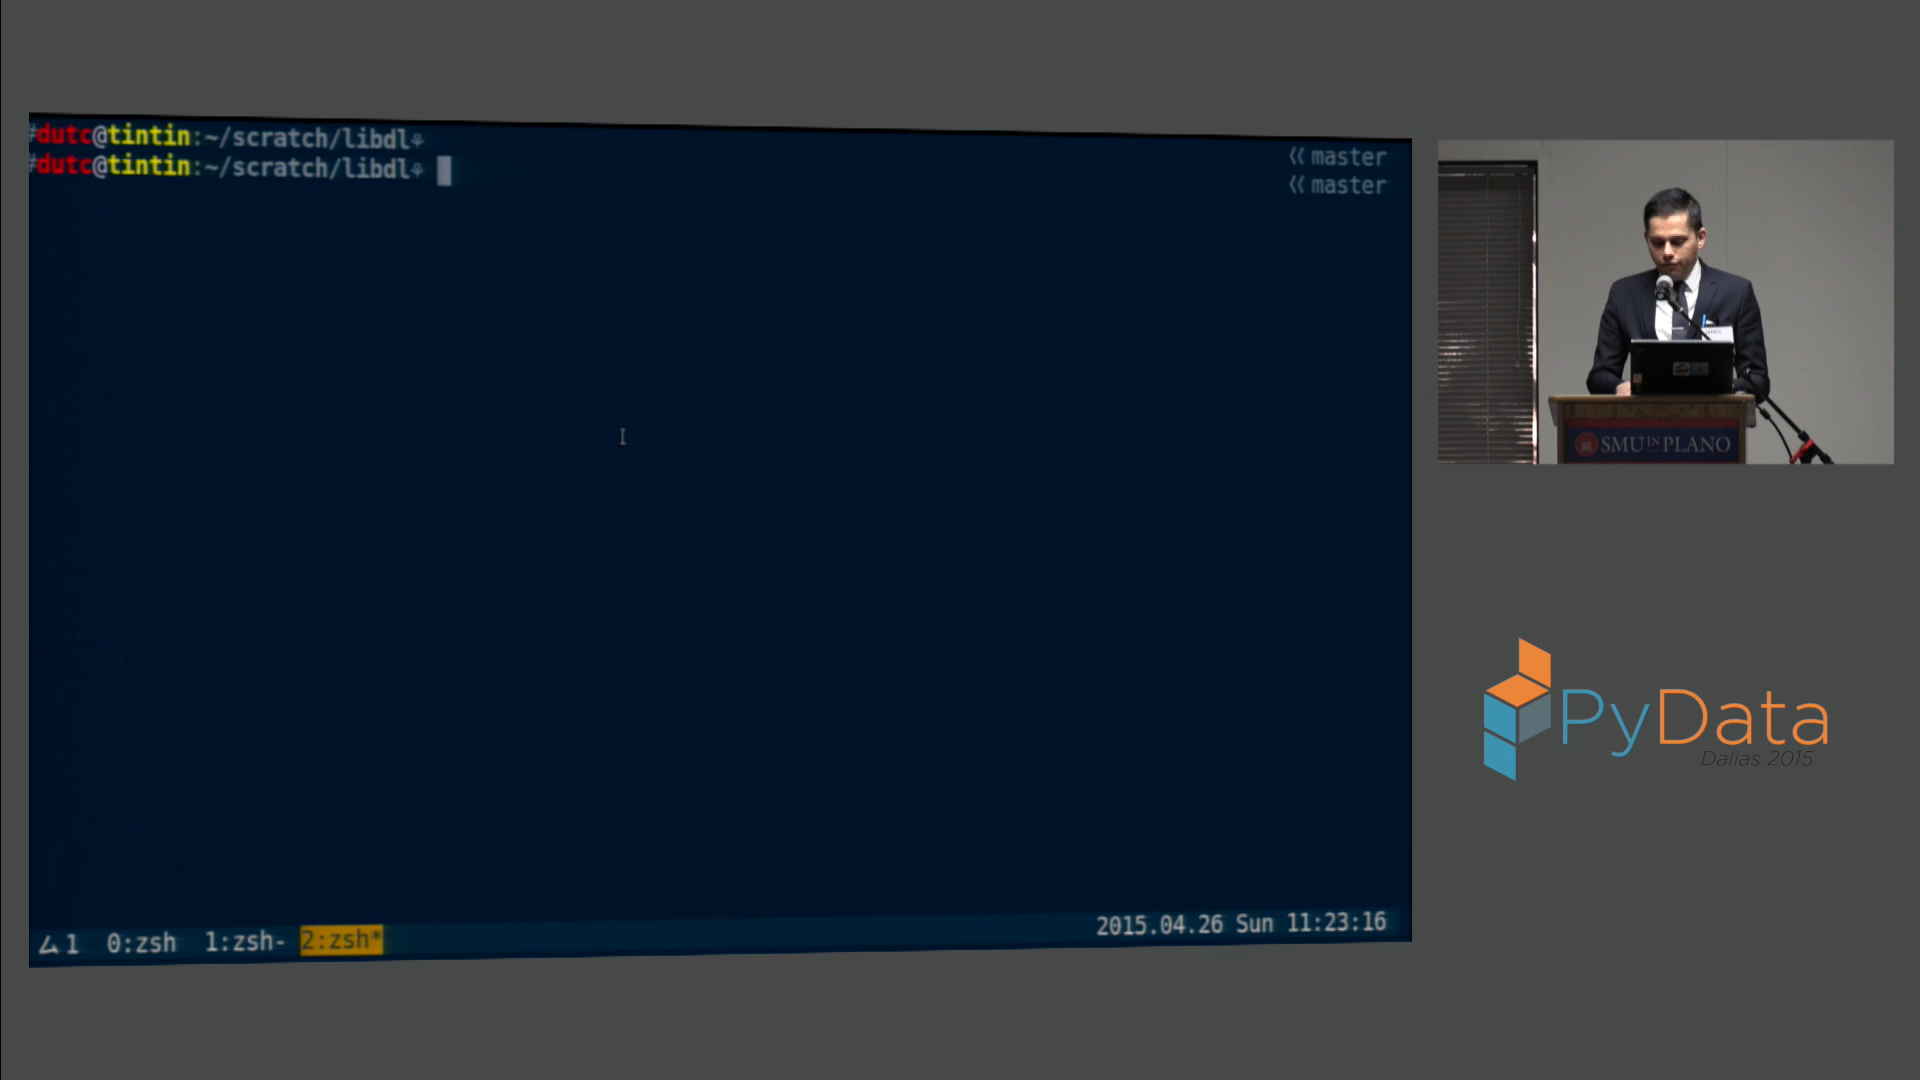 #dutc@tintin:~/scratch/libdl⚘ « master
#dutc@tintin:~/scratch/libdl⚘ « master
1 0:zsh 1:zsh- 2:zsh* 2015.04.26 Sun 11:23:16
JAMES
SMU IN PLANO
PyData
Dallas 2015